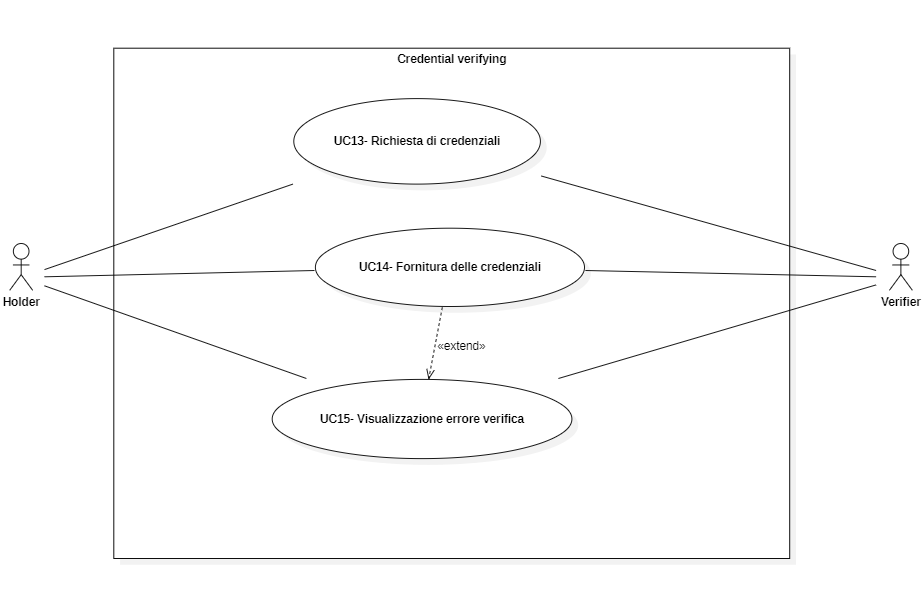 Credential verifying
UC13- Richiesta di credenziali
UC14- Fornitura delle credenziali
Holder
Verifier
«extend»
UC15- Visualizzazione errore verifica